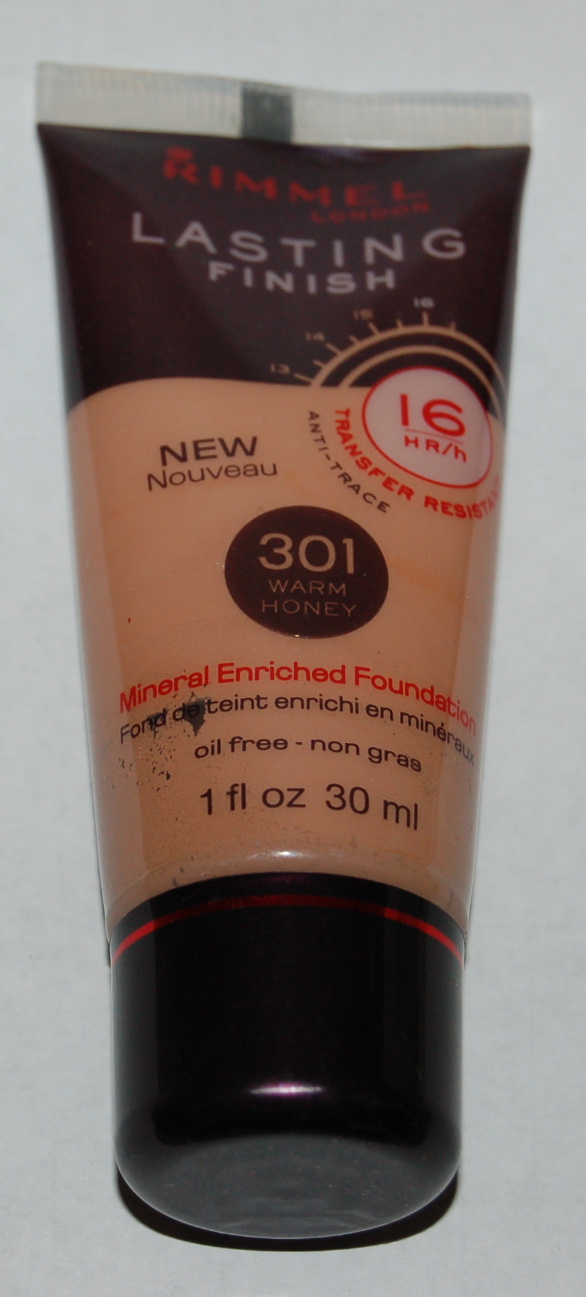 RIMMEL
LONDON
LASTING
FINISH
13 14 15 16
16
HR/h
TRANSFER RESISTANT
ANTI-TRACE
NEW
Nouveau
301
WARM
HONEY
Mineral Enriched Foundation
Fond de teint enrichi en minéraux
oil free - non gras
1 fl oz 30 ml